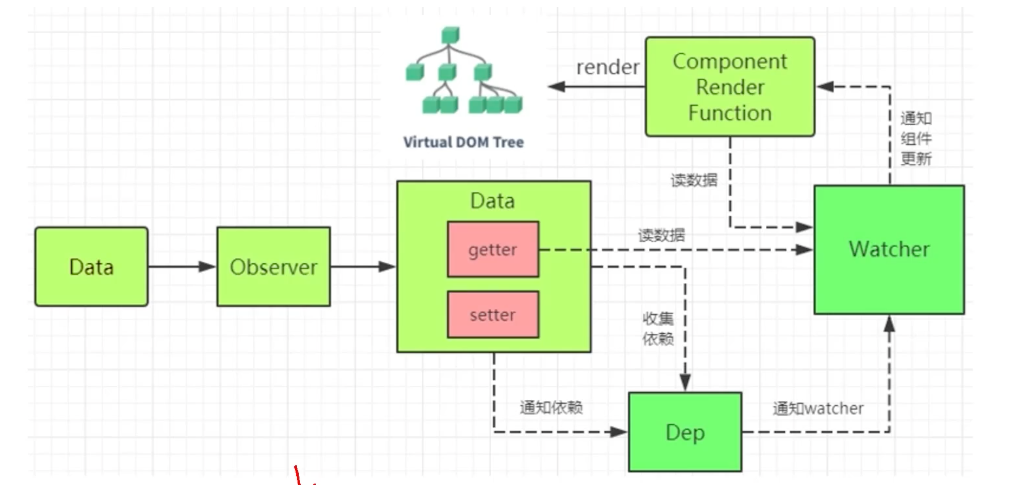 render
Component
Render
Function
通知
组件
更新
Virtual DOM Tree
读数据
Data
getter
读数据
Watcher
Data
Observer
setter
收集
依赖
通知依赖
Dep
通知watcher